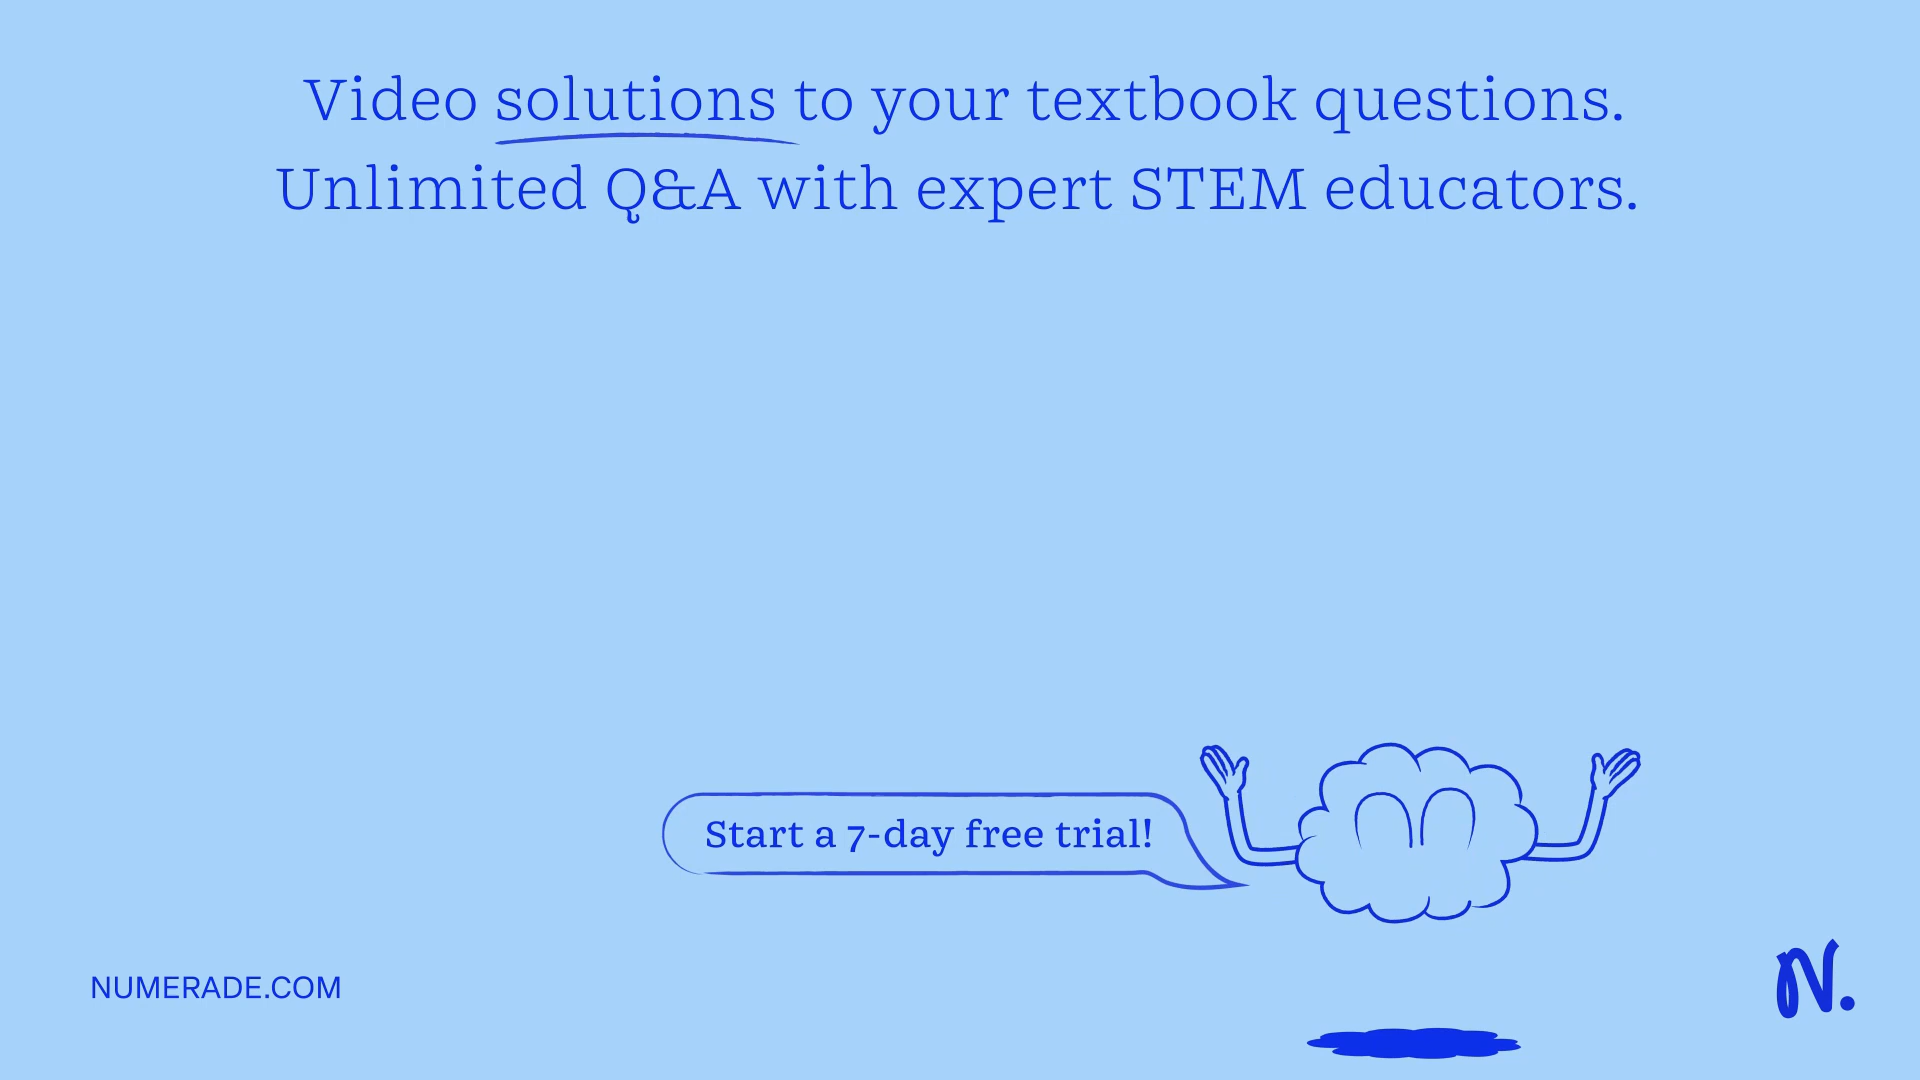 Video solutions to your textbook questions.
Unlimited Q&A with expert STEM educators.
Start a 7-day free trial!
NUMERADE.COM
N.